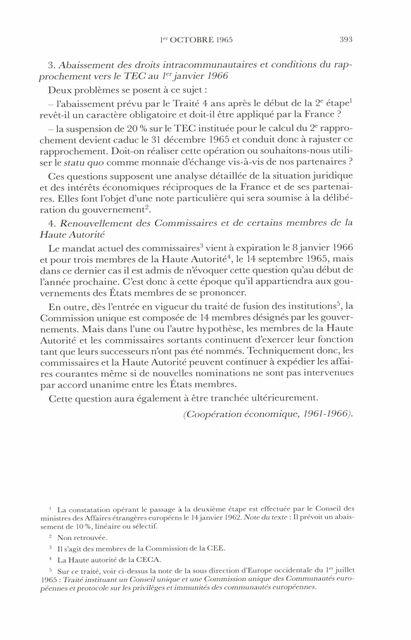 1er OCTOBRE 1965 393
3. Abaissement des droits intracommunautaires et conditions du rap-
prochement vers le TEC au 1er janvier 1966
Deux problèmes se posent à ce sujet :
– l'abaissement prévu par le Traité 4 ans après le début de la 2e étape1
revêt-il un caractère obligatoire et doit-il être appliqué par la France ?
– la suspension de 20 % sur le TEC instituée pour le calcul du 2e rappro-
chement devient caduc le 31 décembre 1965 et conduit donc à rajuster ce
rapprochement. Doit-on réaliser cette opération ou souhaitons-nous utili-
ser le statu quo comme monnaie d'échange vis-à-vis de nos partenaires ?
Ces questions supposent une analyse détaillée de la situation juridique
et des intérêts économiques réciproques de la France et de ses partenai-
res. Elles font l'objet d'une note particulière qui sera soumise à la délibé-
ration du gouvernement2.
4. Renouvellement des Commissaires et de certains membres de la
Haute Autorité
Le mandat actuel des commissaires3 vient à expiration le 8 janvier 1966
et pour trois membres de la Haute Autorité4, le 14 septembre 1965, mais
dans ce dernier cas il est admis de n'évoquer cette question qu'au début de
l'année prochaine. C'est donc à cette époque qu'il appartiendra aux gou-
vernements des États membres de se prononcer.
En outre, dès l'entrée en vigueur du traité de fusion des institutions5, la
Commission unique est composée de 14 membres désignés par les gouver-
nements. Mais dans l'une ou l'autre hypothèse, les membres de la Haute
Autorité et les commissaires sortants continuent d'exercer leur fonction
tant que leurs successeurs n'ont pas été nommés. Techniquement donc, les
commissaires et la Haute Autorité peuvent continuer à expédier les affai-
res courantes même si de nouvelles nominations ne sont pas intervenues
par accord unanime entre les États membres.
Cette question aura également à être tranchée ultérieurement.
(Coopération économique, 1961-1966).
1 La constatation opérant le passage à la deuxième étape est effectuée par le Conseil des
ministres des Affaires étrangères européens le 14 janvier 1962. Note du texte : Il prévoit un abais-
sement de 10 %, linéaire ou sélectif.
2 Non retrouvée.
3 Il s'agit des membres de la Commission de la CEE.
4 La Haute autorité de la CECA.
5 Sur ce traité, voir ci-dessus la note de la sous direction d'Europe occidentale du 1er juillet
1965 : Traité instituant un Conseil unique et une Commission unique des Communautés euro-
péennes et protocole sur les privilèges et immunités des communautés européennes.